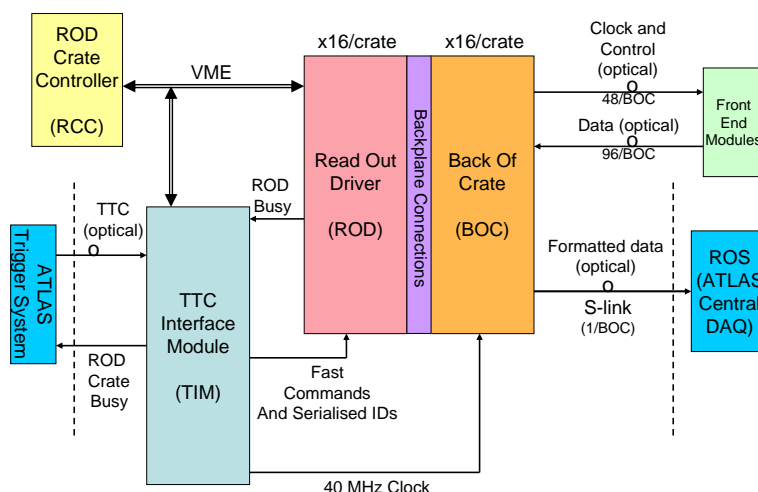 ROD
Crate
Controller
(RCC)
VME
x16/crate
x16/crate
Read Out
Driver
(ROD)
Backplane Connections
Back Of
Crate
(BOC)
Clock and
Control
(optical)
48/BOC
Data (optical)
96/BOC
Front
End
Modules
ROD
Busy
TTC
(optical)
ATLAS
Trigger System
ROD
Crate
Busy
TTC
Interface
Module
(TIM)
Fast
Commands
And Serialised IDs
40 MHz Clock
Formatted data
(optical)
S-link
(1/BOC)
ROS
(ATLAS
Central
DAQ)